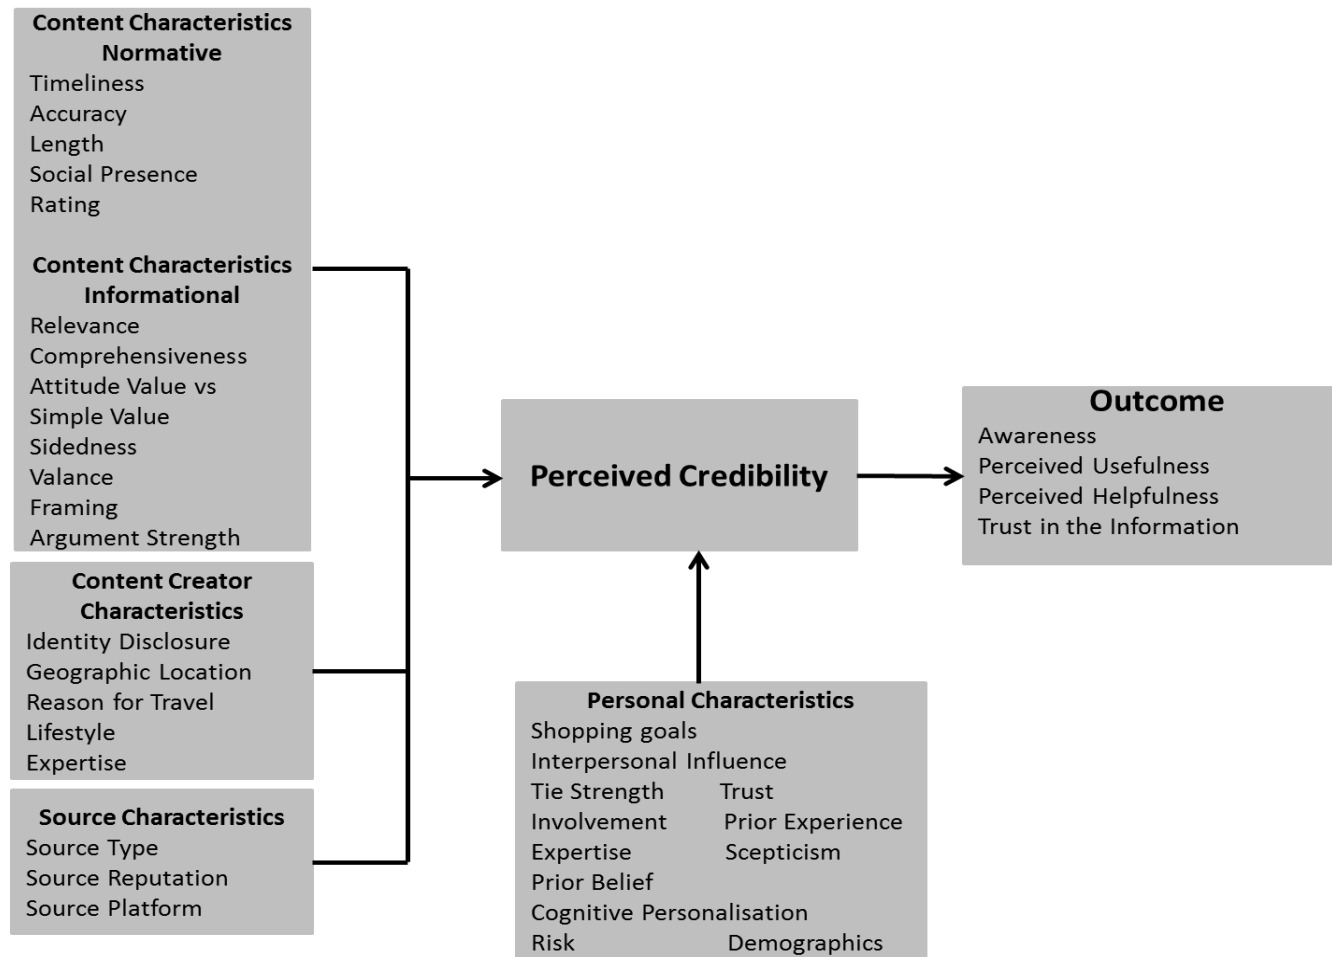 Content Characteristics
Normative
Timeliness
Accuracy
Length
Social Presence
Rating
Content Characteristics
Informational
Relevance
Comprehensiveness
Attitude Value vs
Simple Value
Sidedness
Valance
Framing
Argument Strength
Content Creator
Characteristics
Identity Disclosure
Geographic Location
Reason for Travel
Lifestyle
Expertise
Source Characteristics
Source Type
Source Reputation
Source Platform
Perceived Credibility
Personal Characteristics
Shopping goals
Interpersonal Influence
Tie Strength Trust
Involvement Prior Experience
Expertise Scepticism
Prior Belief
Cognitive Personalisation
Risk Demographics
Outcome
Awareness
Perceived Usefulness
Perceived Helpfulness
Trust in the Information